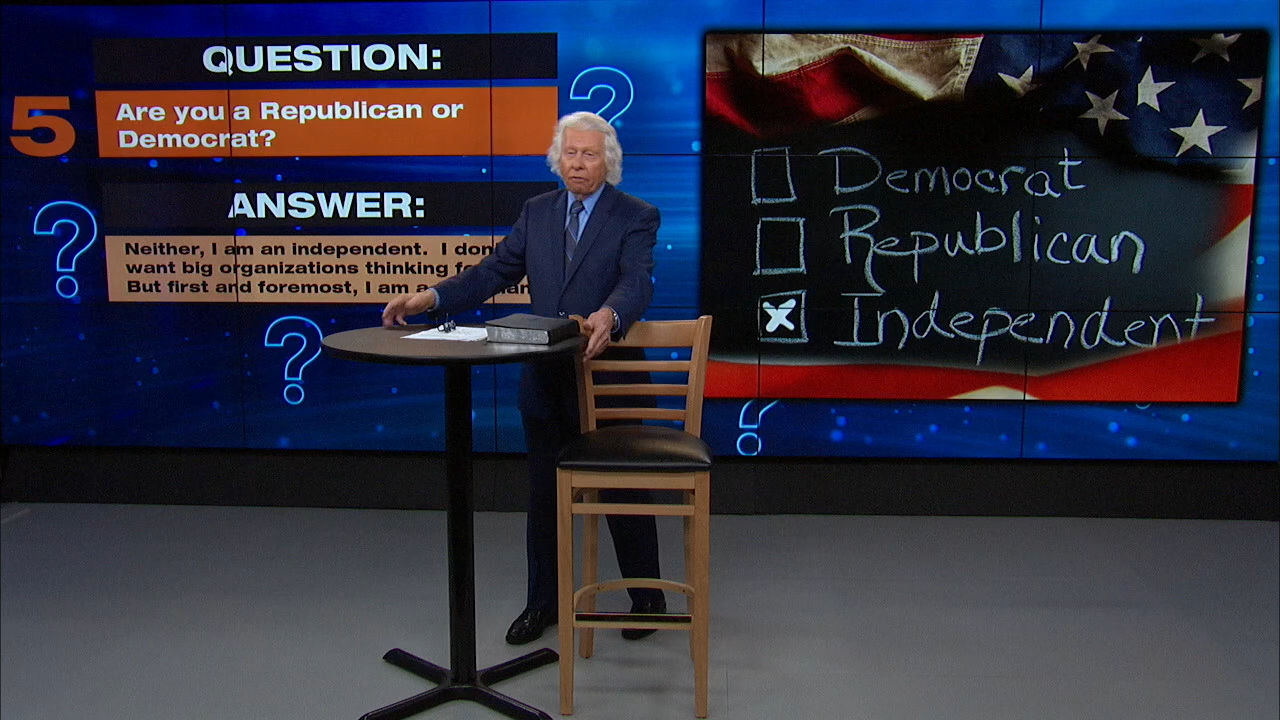 QUESTION:
5
Are you a Republican or
Democrat?
ANSWER:
Neither, I am an independent. I don
want big organizations thinking
But first and foremost, I am a
Democrat
Republican
Independent